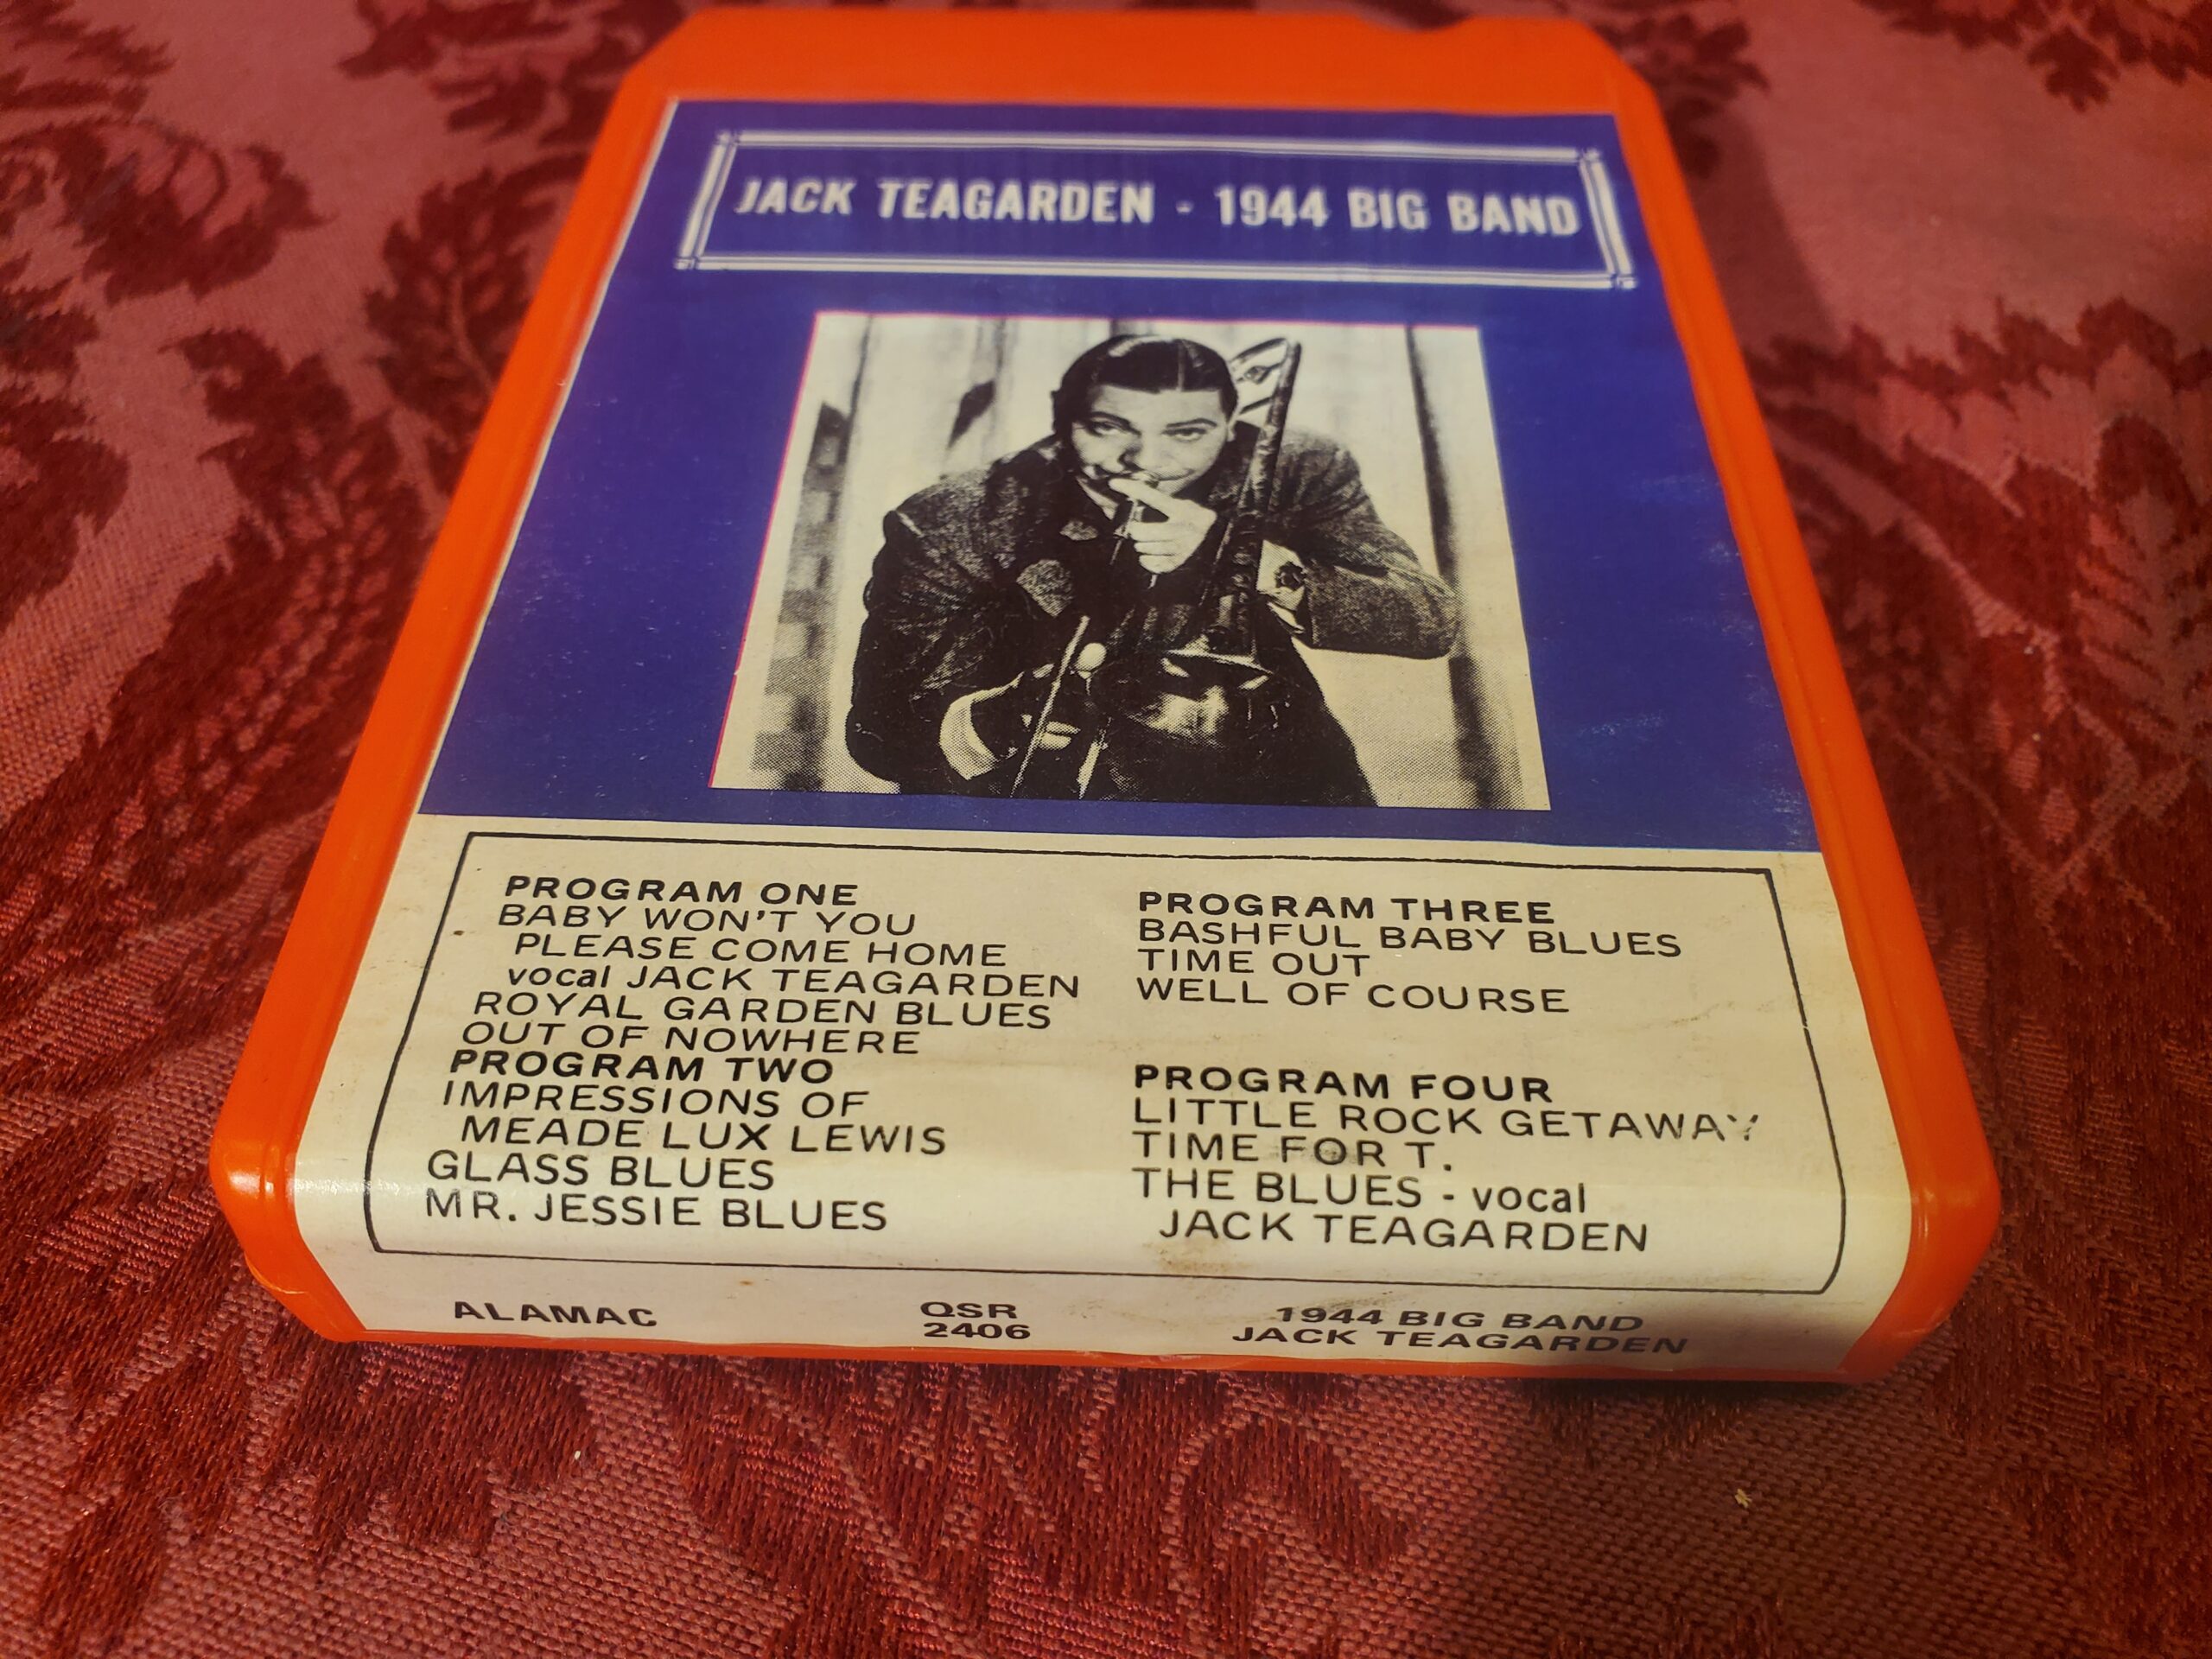 JACK TEAGARDEN - 1944 BIG BAND
PROGRAM ONE
BABY WON'T YOU
PLEASE COME HOME
vocal JACK TEAGARDEN
ROYAL GARDEN BLUES
OUT OF NOWHERE
PROGRAM TWO
IMPRESSIONS OF
MEADE LUX LEWIS
GLASS BLUES
MR. JESSIE BLUES
PROGRAM THREE
BASHFUL BABY BLUES
TIME OUT
WELL OF COURSE
PROGRAM FOUR
LITTLE ROCK GETAWAY
TIME FOR T.
THE BLUES - vocal
JACK TEAGARDEN
ALAMAC
QSR
2406
1944 BIG BAND
JACK TEAGARDEN